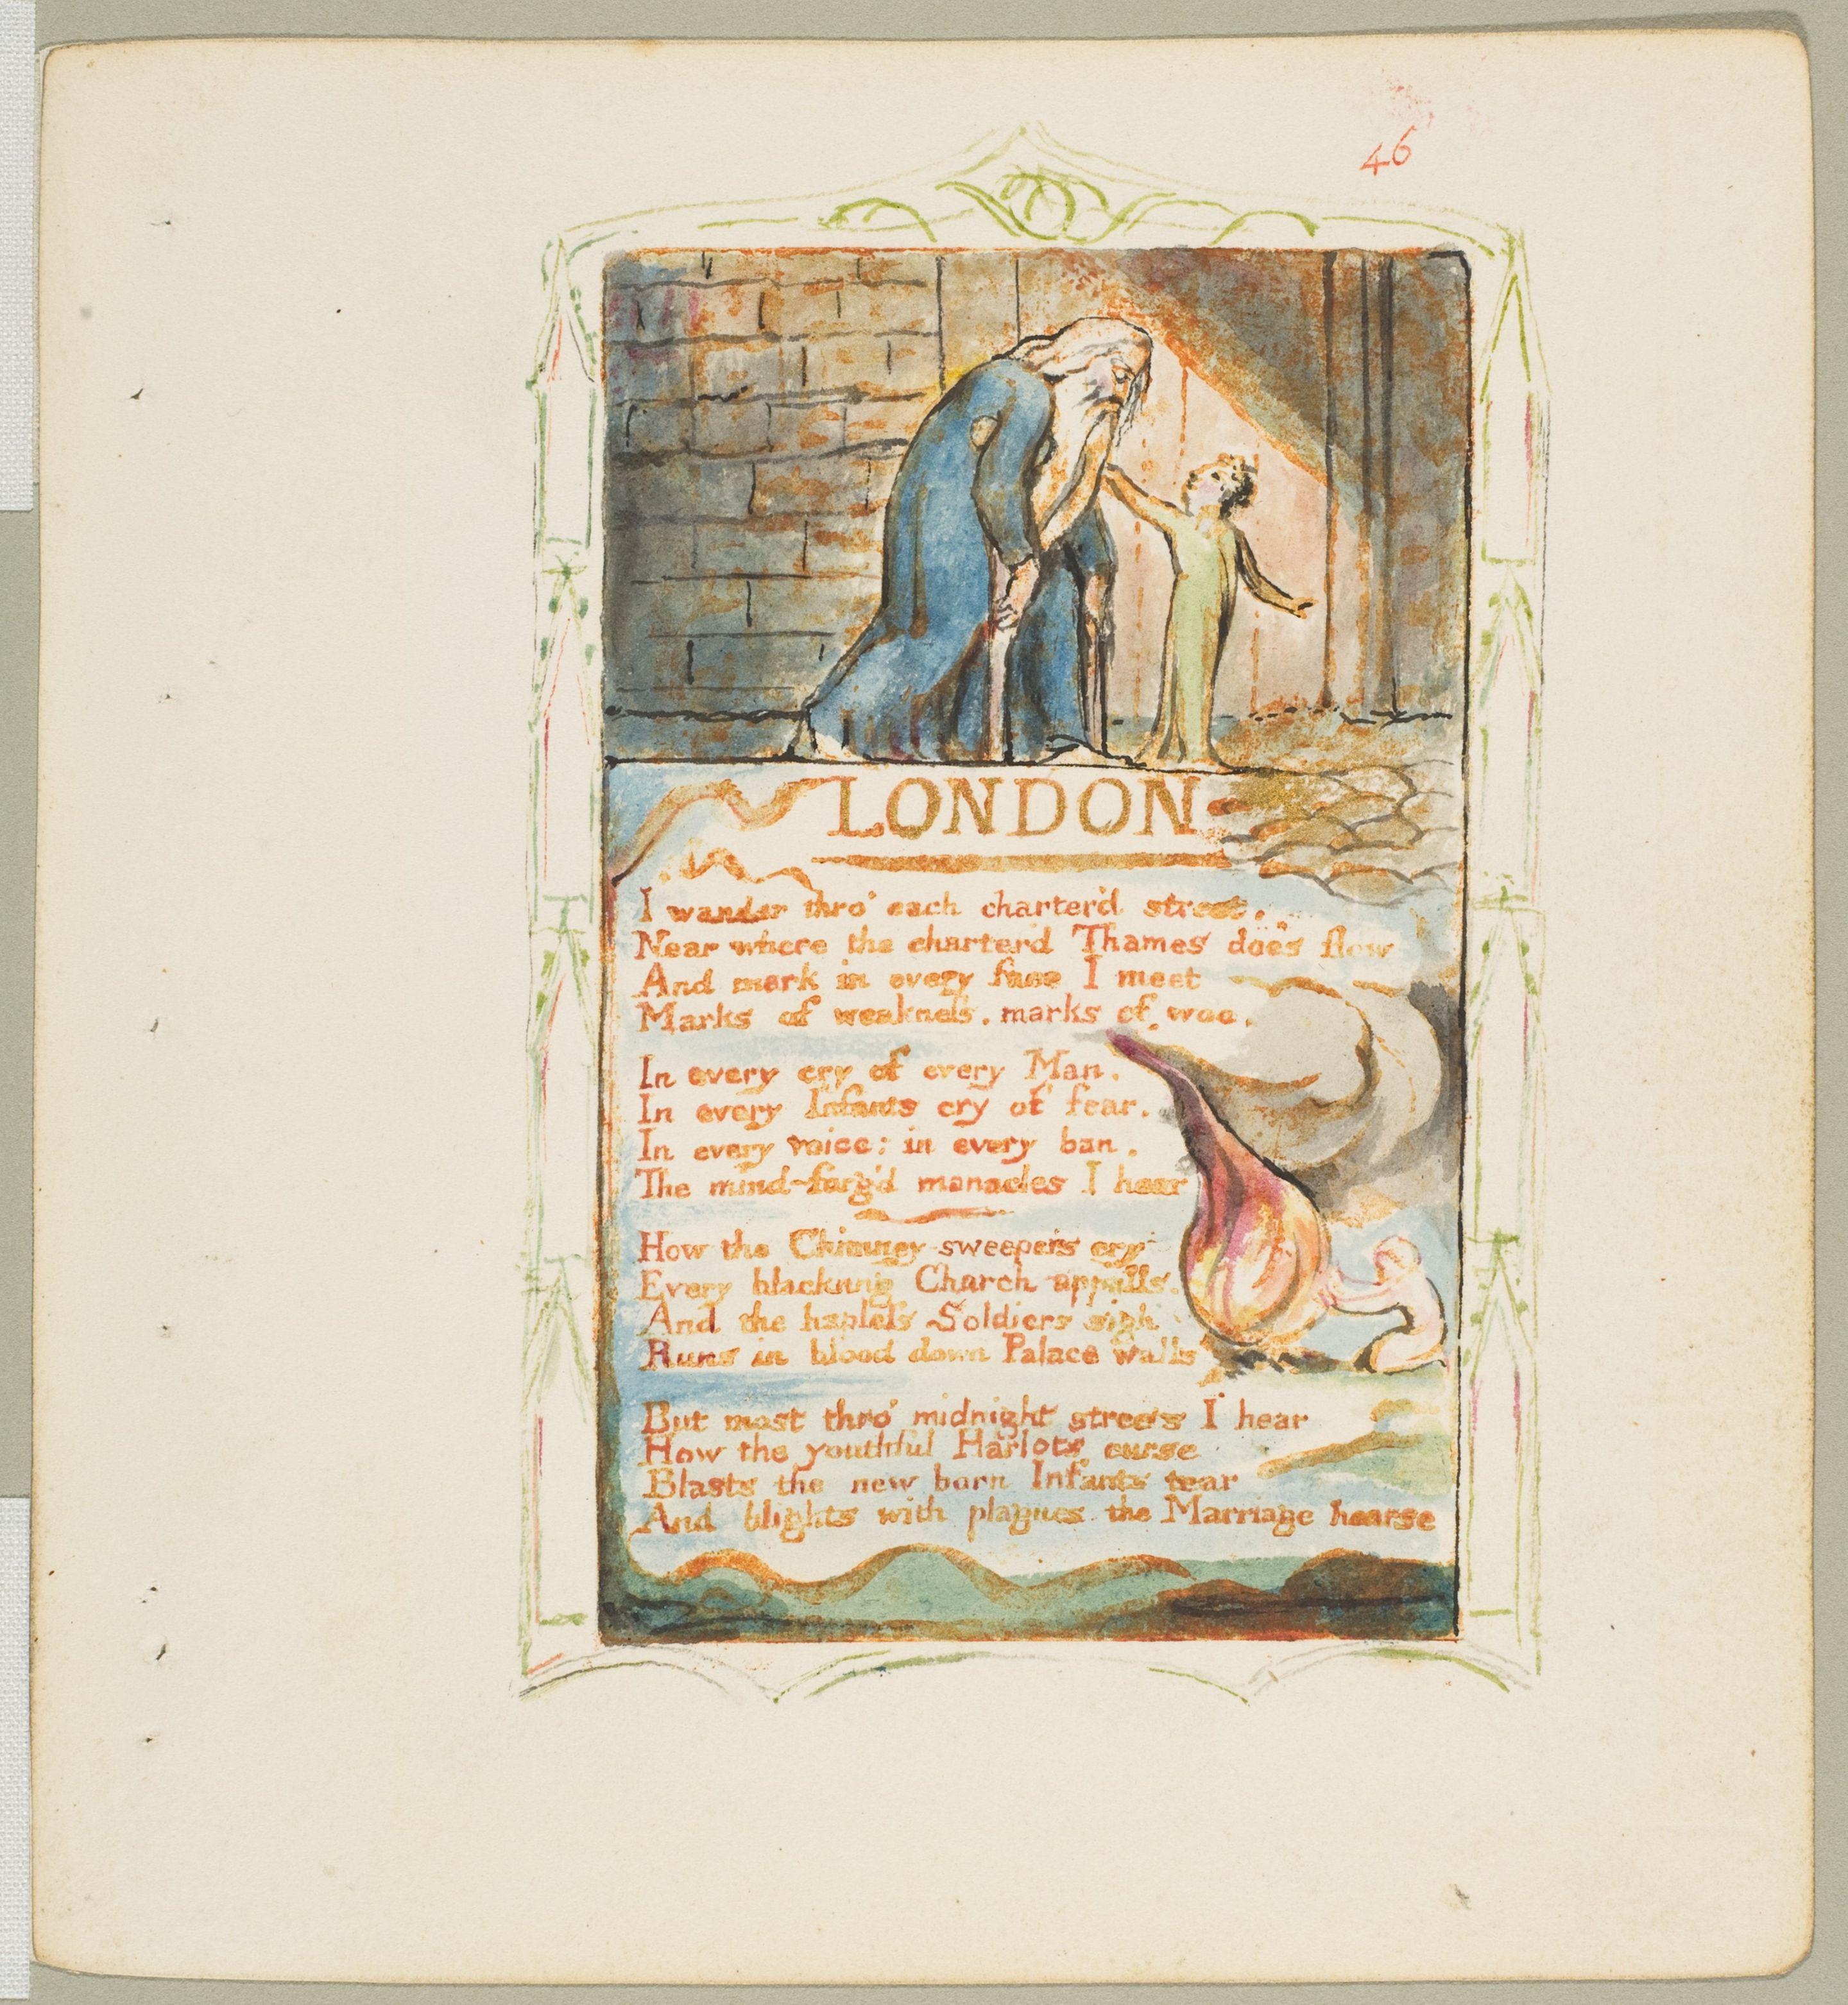 46
LONDON
I wander thro' each charter'd street.
Near where the charter'd Thames does flow
And mark in every face I meet
Marks of weakneſs, marks of woe.
In every cry of every Man.
In every Infants cry of fear.
In every voice; in every ban.
The mind-forg'd manacles I hear
How the Chimney-sweepers cry
Every blackning Church appalls.
And the hapleſs Soldiers sigh
Runs in blood down Palace walls
But most thro' midnight streets I hear
How the youthful Harlots curse
Blasts the new born Infants tear
And blights with plagues the Marriage hearse